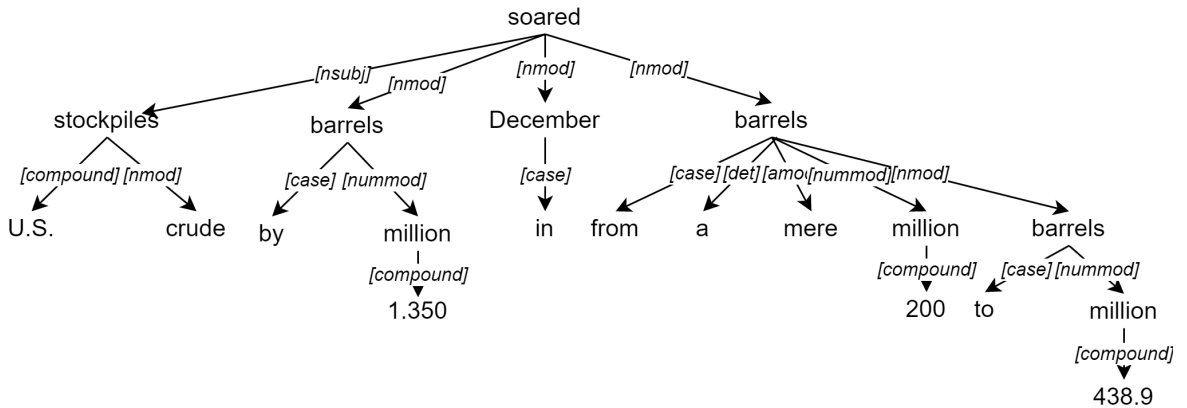 soared
[nsubj] [nmod] [nmod] [nmod]
stockpiles barrels December barrels
[compound] [nmod] [case] [nummod] [case] [case] [det] [amo [nummod] [nmod]
U.S. crude by million in from a mere million barrels
[compound] [compound] [case] [nummod]
1.350 200 to million
[compound]
438.9